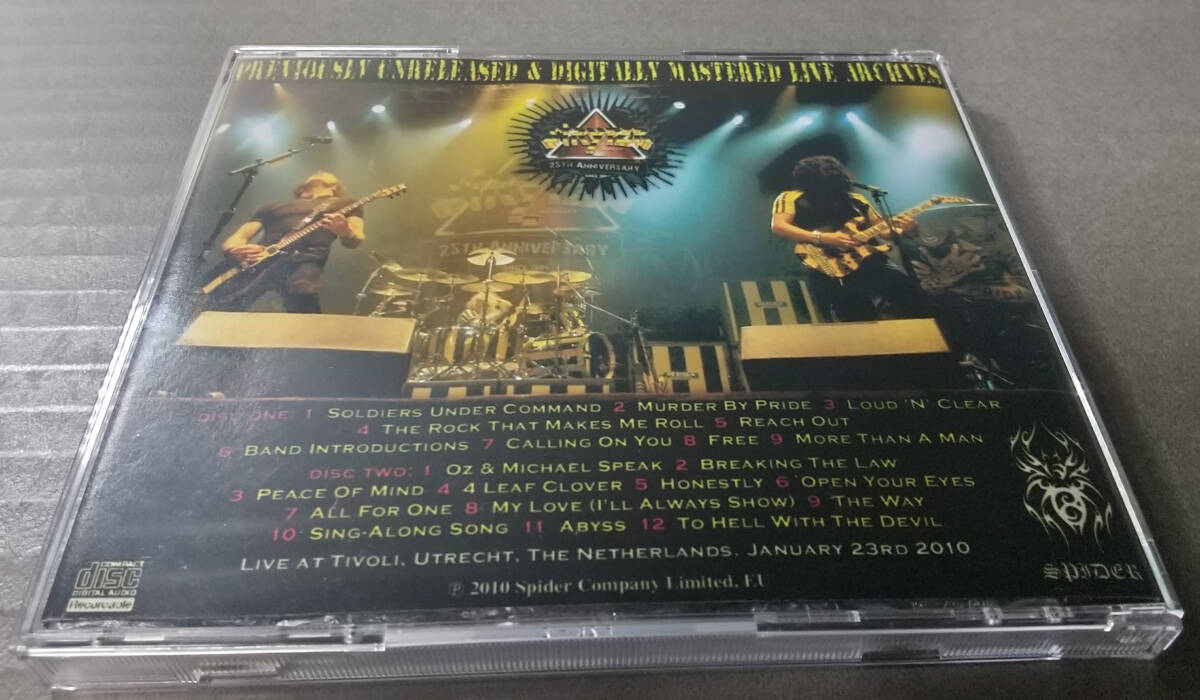 PREVIOUSLY UNRELEASED & DIGITALLY MASTERED LIVE ARCHIVES
25TH ANNIVERSARY
25TH ANNIVERSARY
DISC ONE: 1 SOLDIERS UNDER COMMAND 2 MURDER BY PRIDE 3 LOUD 'N' CLEAR
4 THE ROCK THAT MAKES ME ROLL 5 REACH OUT
6 BAND INTRODUCTIONS 7 CALLING ON YOU 8 FREE 9 MORE THAN A MAN
DISC TWO: 1 OZ & MICHAEL SPEAK 2 BREAKING THE LAW
3 PEACE OF MIND 4 4 LEAF CLOVER 5 HONESTLY 6 OPEN YOUR EYES
7 ALL FOR ONE 8 MY LOVE (I'LL ALWAYS SHOW) 9 THE WAY
10 SING-ALONG SONG 11 ABYSS 12 TO HELL WITH THE DEVIL
LIVE AT TIVOLI, UTRECHT, THE NETHERLANDS. JANUARY 23RD 2010
℗ 2010 Spider Company Limited, EU
COMPACT
disc
DIGITAL AUDIO
Recordable
SPIDER